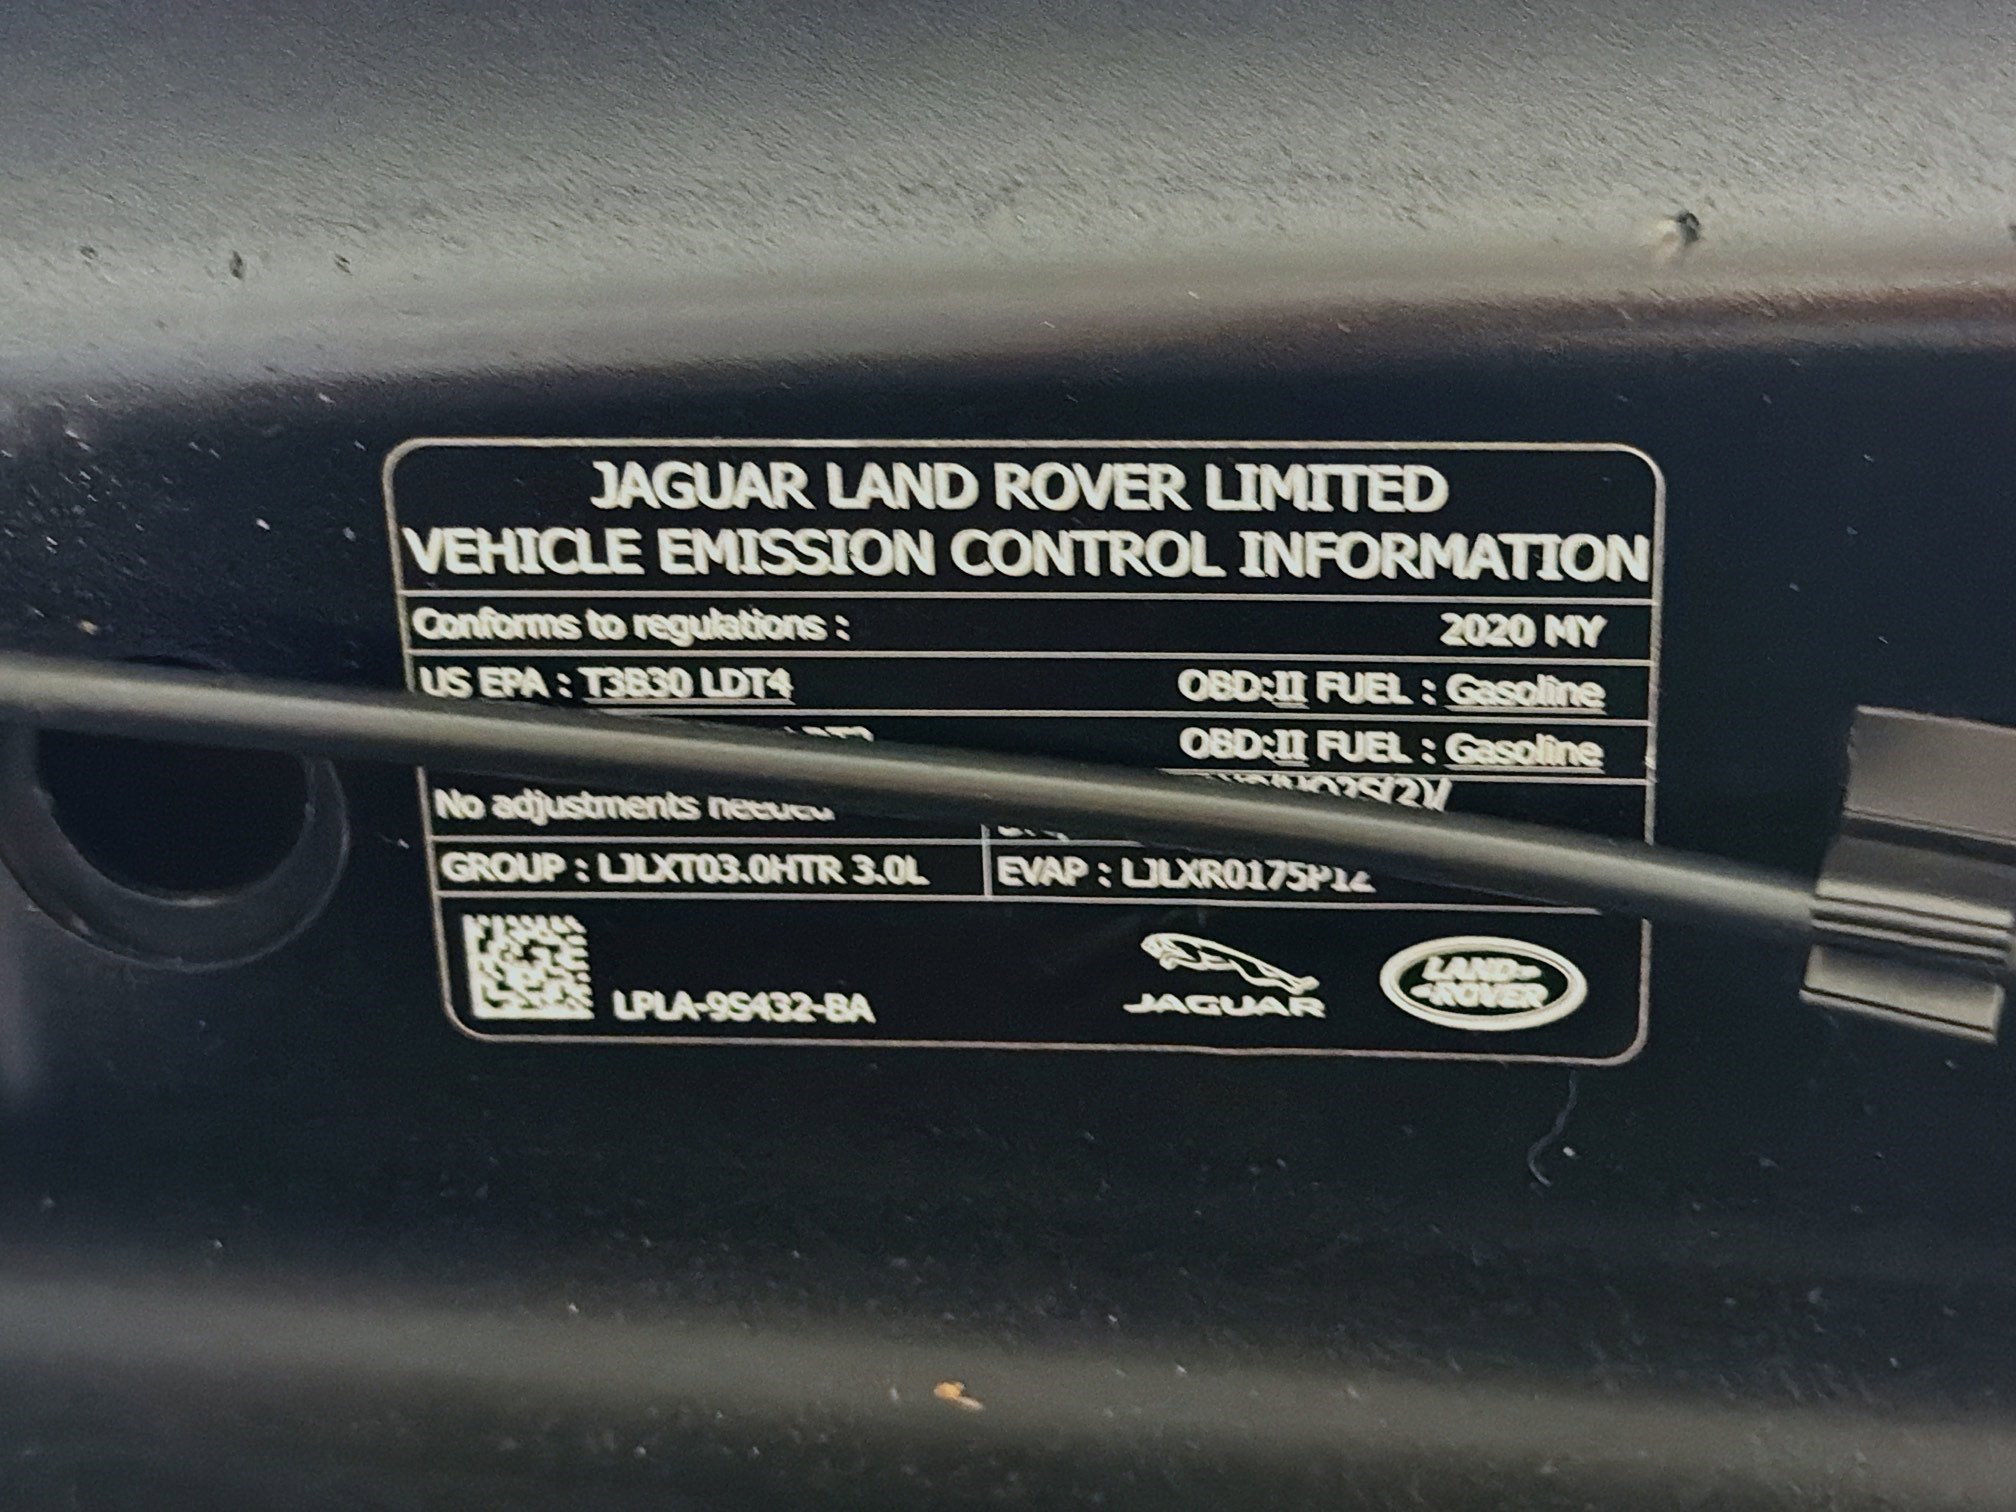 JAGUAR LAND ROVER LIMITED
VEHICLE EMISSION CONTROL INFORMATION
Conforms to regulations : 2020 MY
US EPA : T3B30 LDT4 OBD:II FUEL : Gasoline
OBD:II FUEL : Gasoline
No adjustments needed
GROUP : LJLXT03.0HTR 3.0L EVAP : LJLXR0175P12
LPLA-9S432-BA
JAGUAR
LAND-
-ROVER